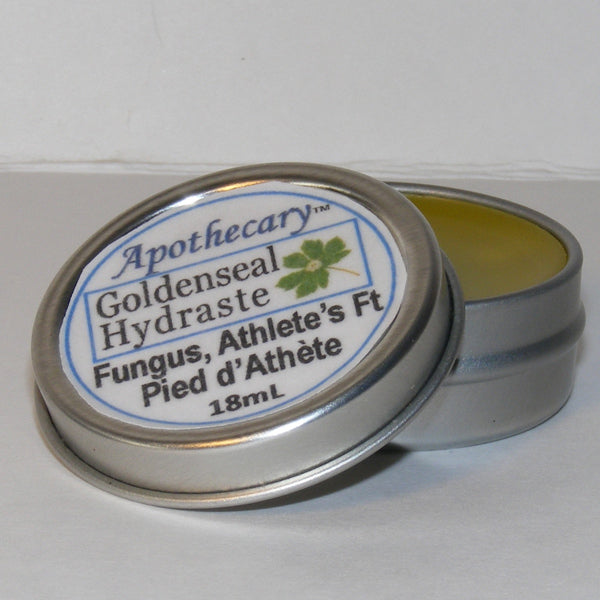 Apothecary™
Goldenseal
Hydraste
Fungus, Athlete's Ft
Pied d'Athète
18mL